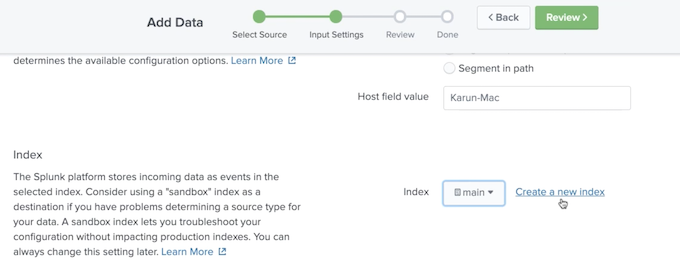 Add Data
Select Source
Input Settings
Review
Done
< Back
Review >
determines the available configuration options. Learn More
Segment in path
Host field value
Karun-Mac
Index
The Splunk platform stores incoming data as events in the
selected index. Consider using a "sandbox" index as a
destination if you have problems determining a source type for
your data. A sandbox index lets you troubleshoot your
configuration without impacting production indexes. You can
always change this setting later. Learn More
Index
main
Create a new index